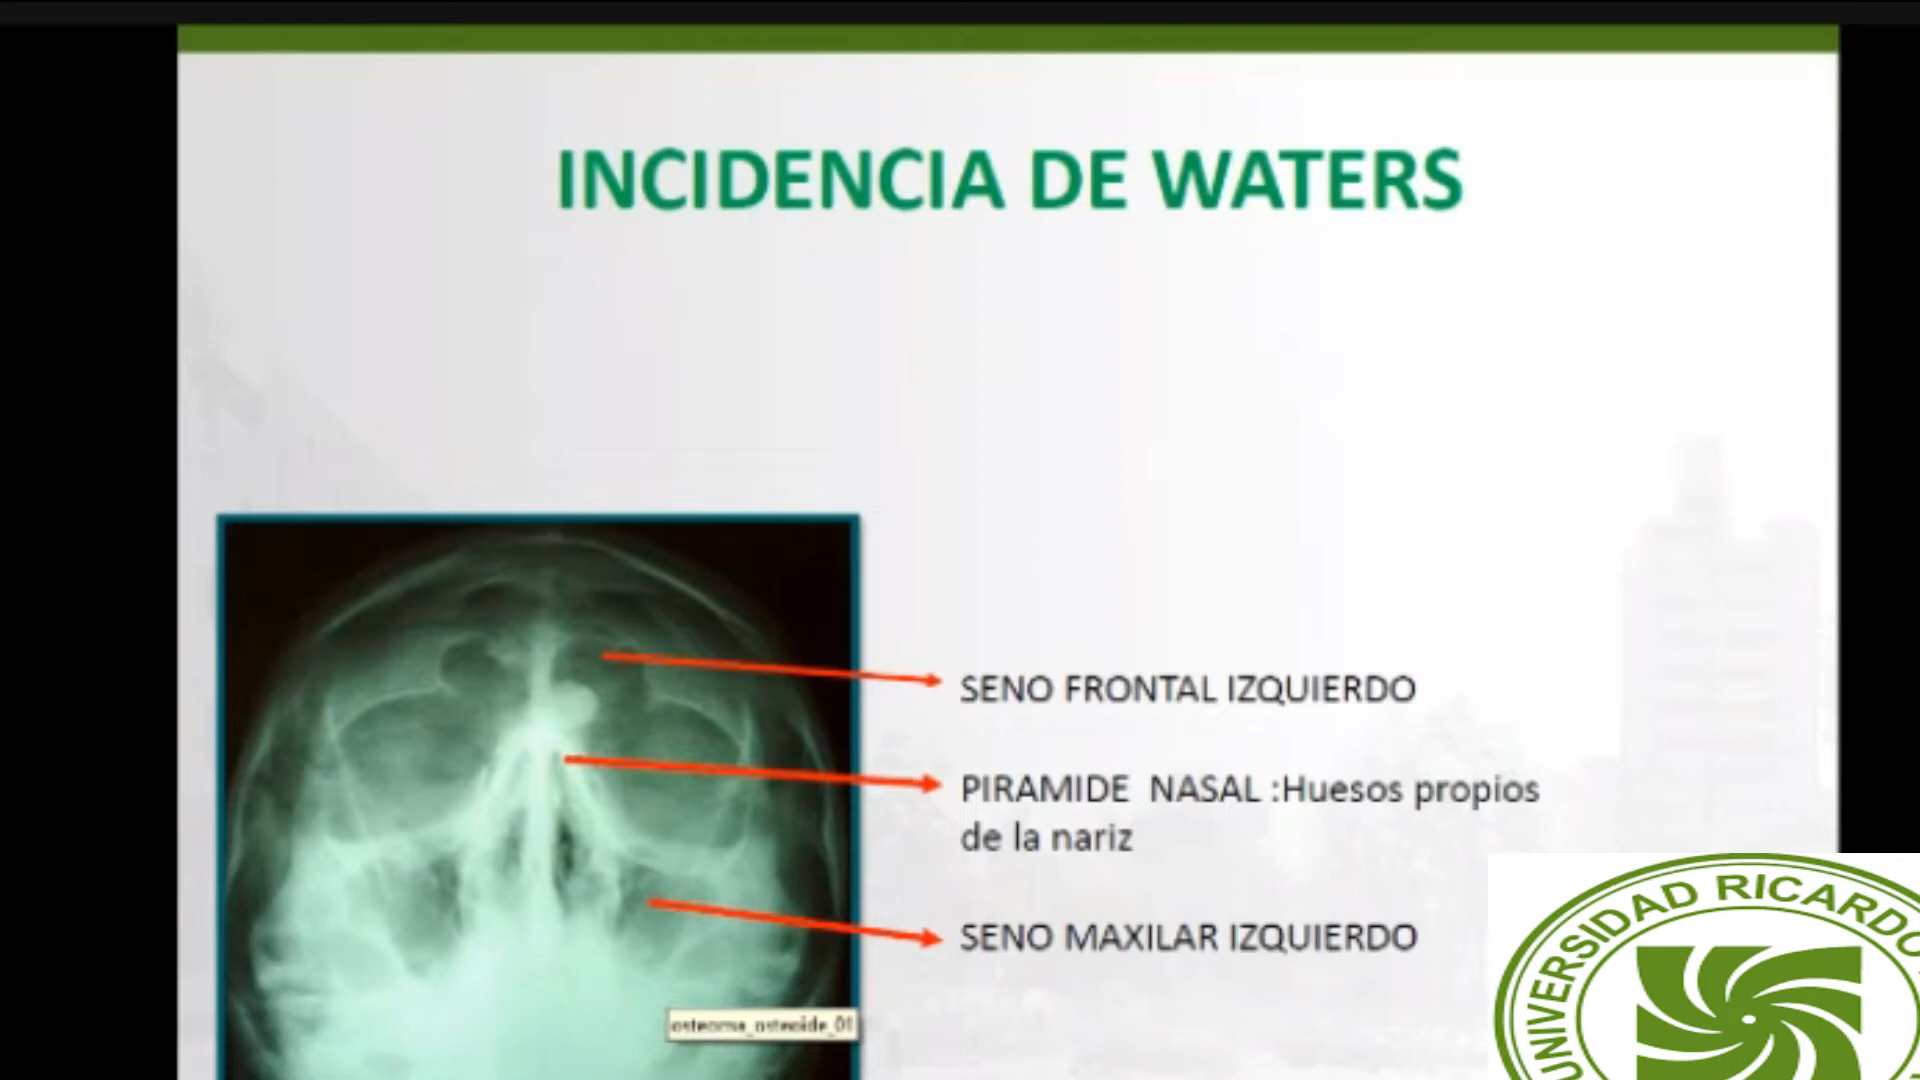 INCIDENCIA DE WATERS
SENO FRONTAL IZQUIERDO
PIRAMIDE NASAL :Huesos propios
de la nariz
SENO MAXILAR IZQUIERDO
osteoma_osteoide_01
UNIVERSIDAD RICARDO